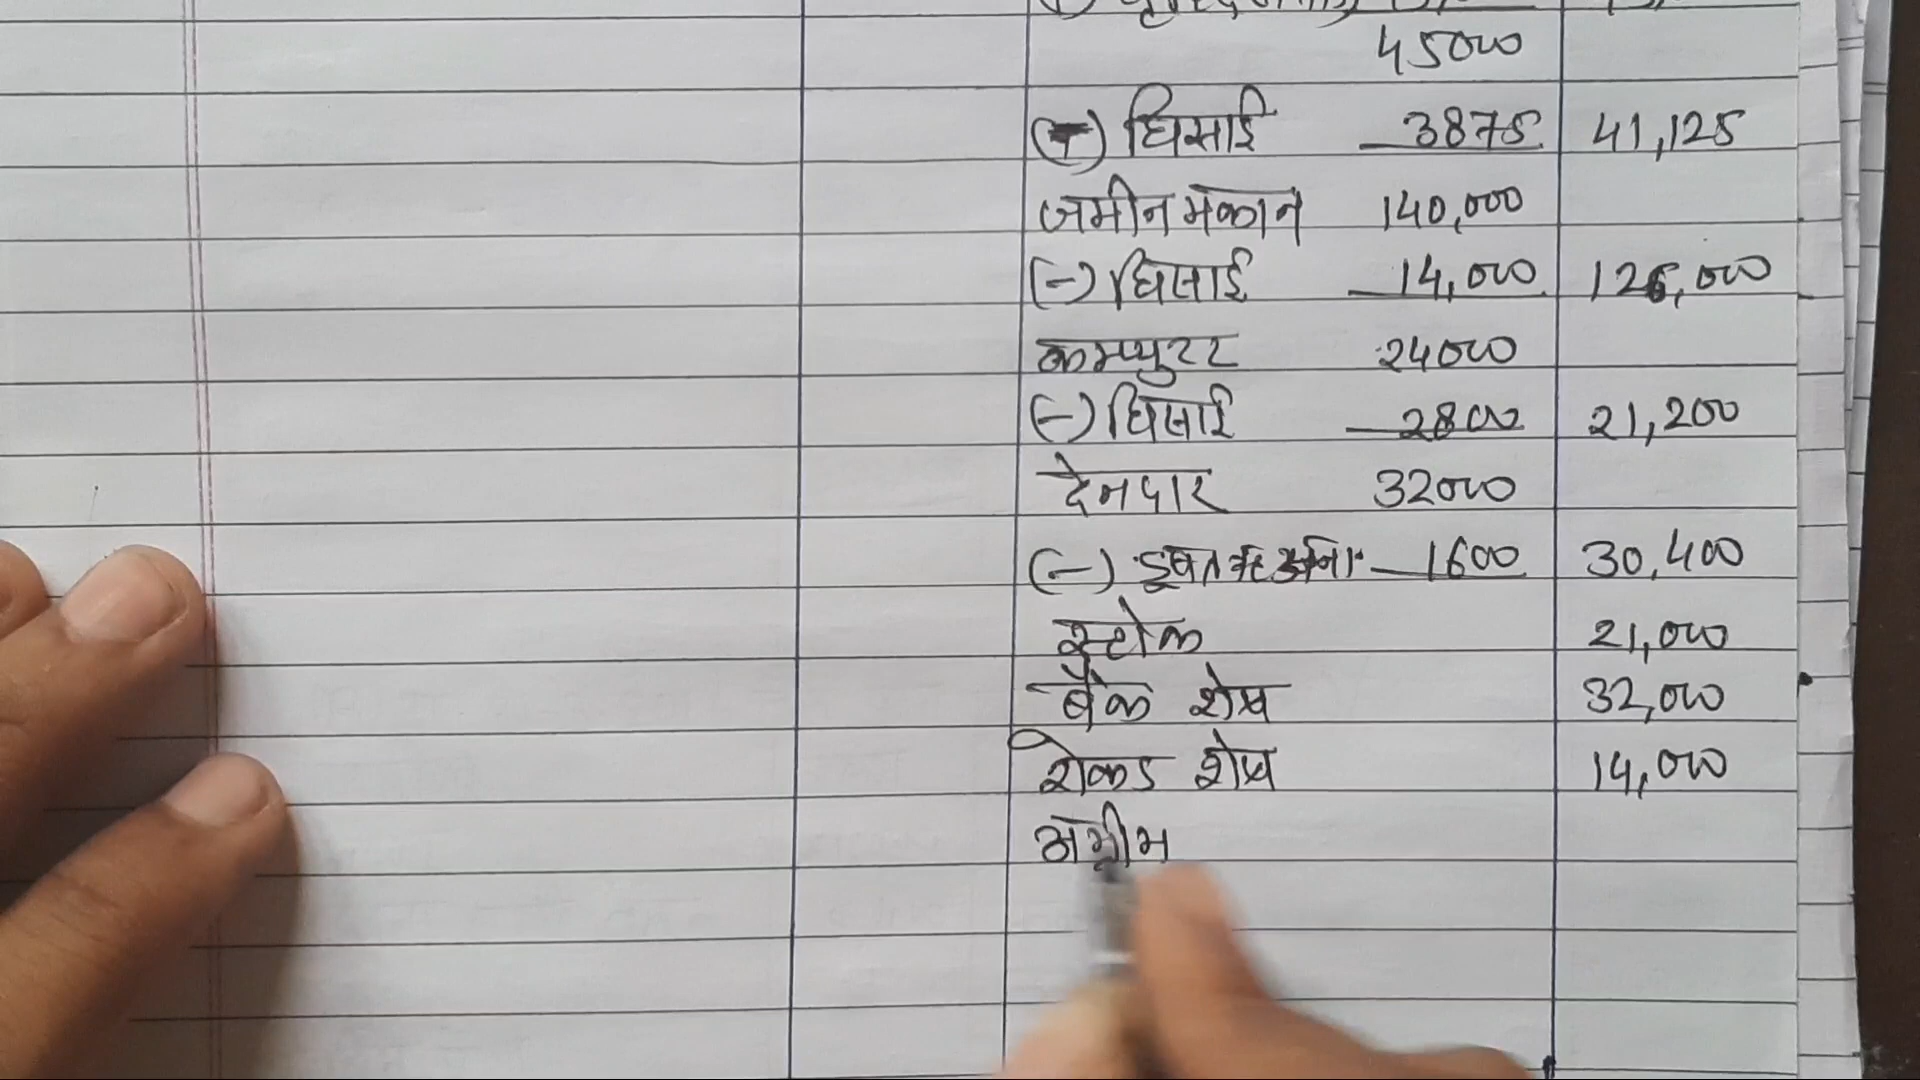 45000
(-) घिसाई 3875 41,125
जमीन मकान 140,000
(-) घिसाई 14,000 126,000
कम्प्युटर 24000
(-) घिसाई 2800 21,200
देनदार 32000
(-) डुबत 1600 30,400
स्टोक 21,000
बैंक शेष 32,000
रोकड शेष 14,000
अग्रीम